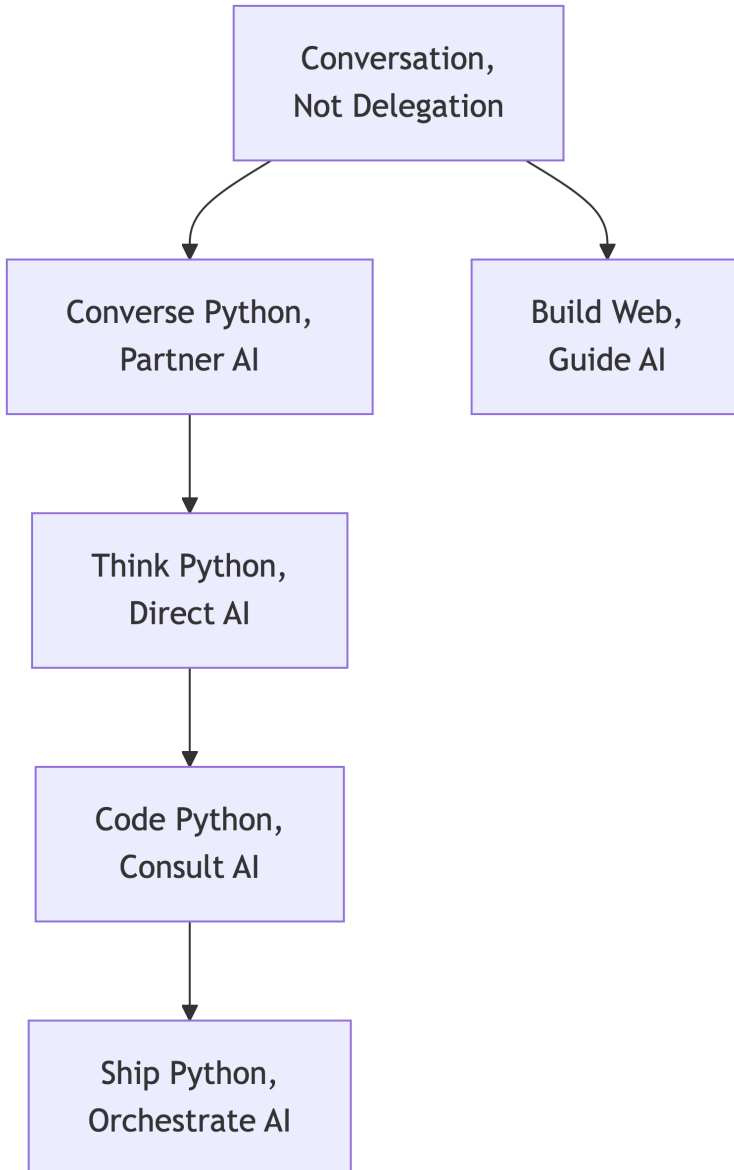 Conversation,
Not Delegation
Converse Python,
Partner AI
Build Web,
Guide AI
Think Python,
Direct AI
Code Python,
Consult AI
Ship Python,
Orchestrate AI